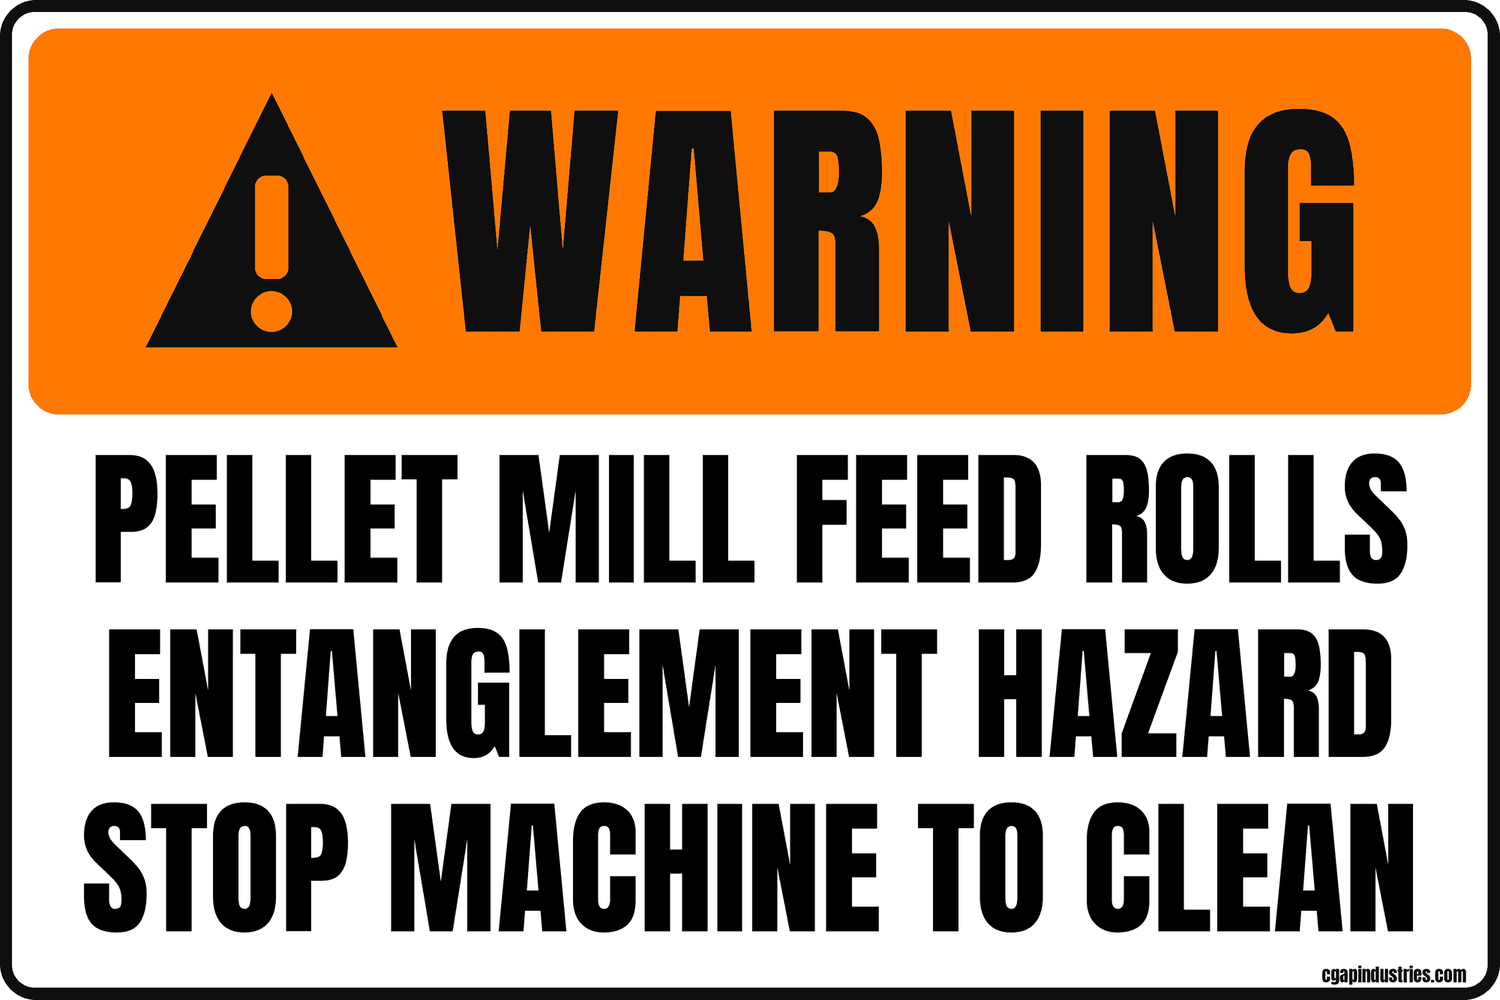 WARNING
PELLET MILL FEED ROLLS
ENTANGLEMENT HAZARD
STOP MACHINE TO CLEAN
cgapindustries.com